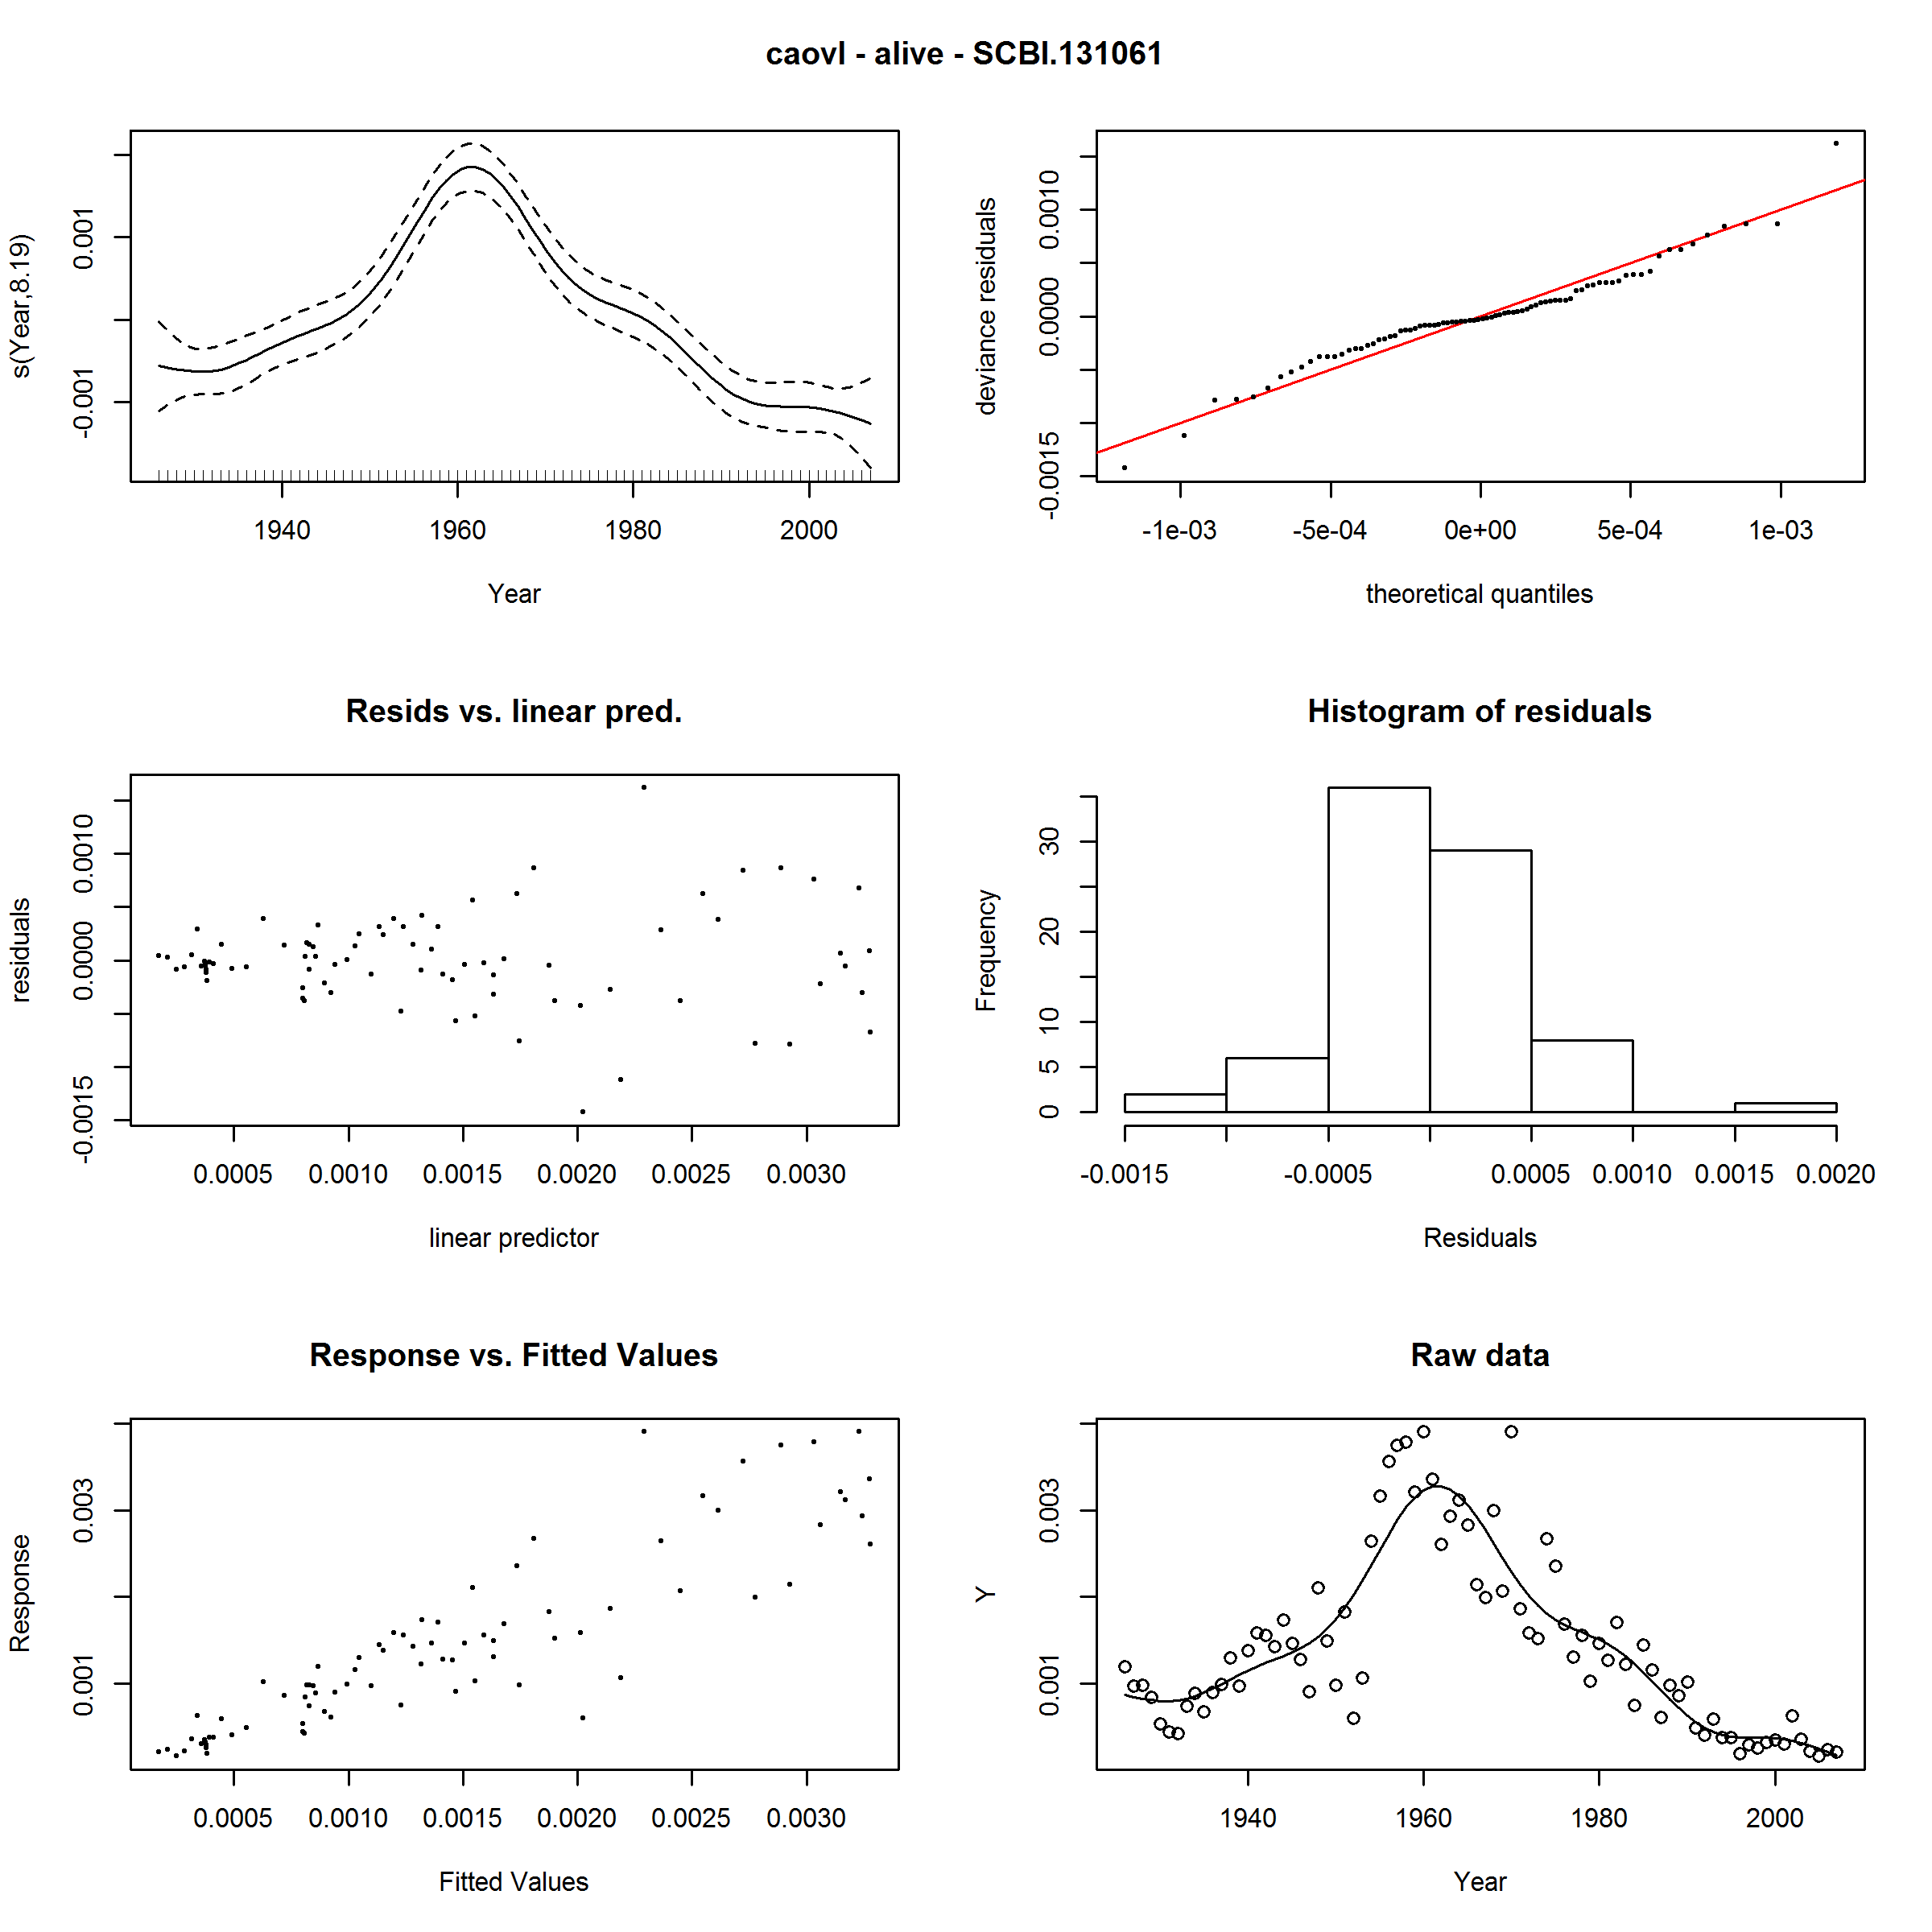 caovl - alive - SCBI.131061
s(Year,8.19)
-0.001
0.001
1940
1960
1980
2000
Year
deviance residuals
-0.0015
0.0000
0.0010
-1e-03
-5e-04
0e+00
5e-04
1e-03
theoretical quantiles
Resids vs. linear pred.
residuals
-0.0015
0.0000
0.0010
0.0005
0.0010
0.0015
0.0020
0.0025
0.0030
linear predictor
Histogram of residuals
Frequency
0
5
10
20
30
-0.0015
-0.0005
0.0005
0.0010
0.0015
0.0020
Residuals
Response vs. Fitted Values
Response
0.001
0.003
0.0005
0.0010
0.0015
0.0020
0.0025
0.0030
Fitted Values
Raw data
Y
0.001
0.003
1940
1960
1980
2000
Year